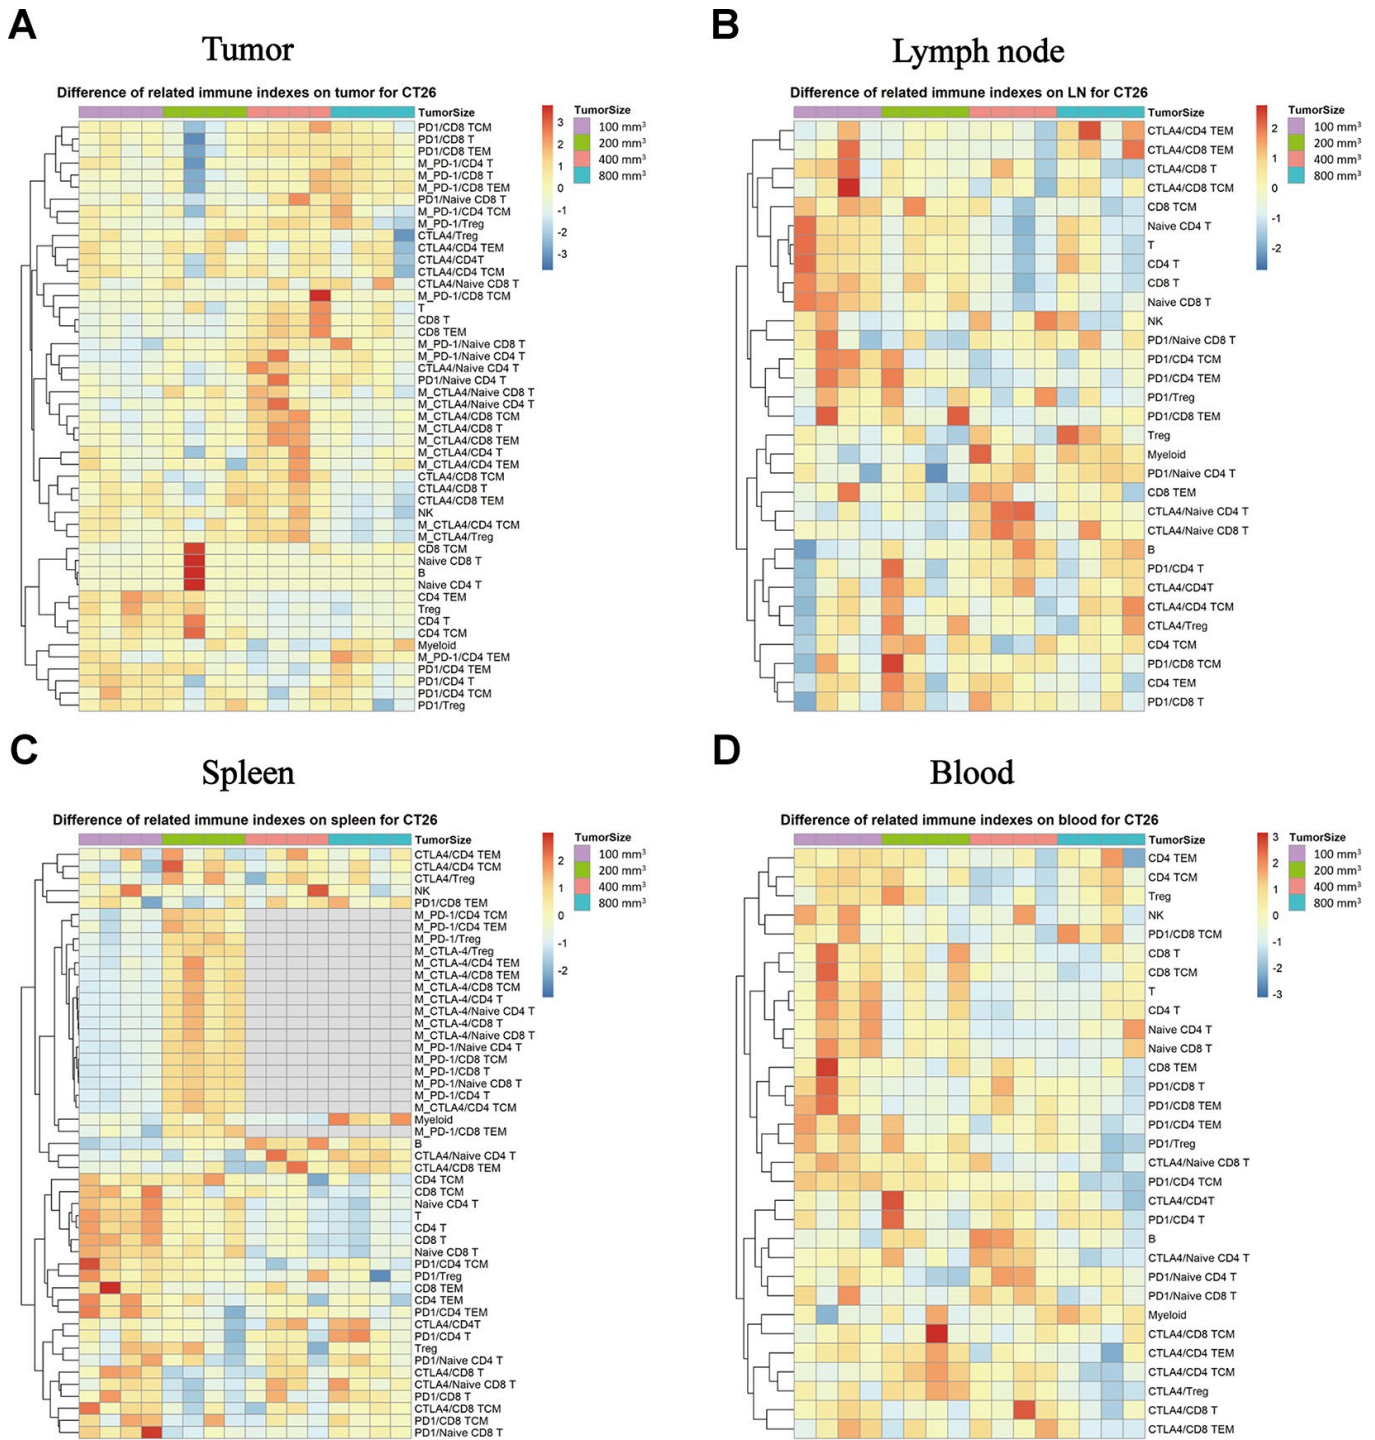 A
Tumor
Difference of related immune indexes on tumor for CT26
TumorSize
PD1/CD8 TCM
PD1/CD8 T
PD1/CD8 TEM
M_PD-1/CD4 T
M_PD-1/CD8 T
M_PD-1/CD8 TEM
PD1/Naive CD8 T
M_PD-1/CD4 TCM
M_PD-1/Treg
CTLA4/Treg
CTLA4/CD4 TEM
CTLA4/CD4T
CTLA4/CD4 TCM
CTLA4/Naive CD8 T
M_PD-1/CD8 TCM
T
CD8 T
CD8 TEM
M_PD-1/Naive CD8 T
M_PD-1/Naive CD4 T
CTLA4/Naive CD4 T
PD1/Naive CD4 T
M_CTLA4/Naive CD8 T
M_CTLA4/Naive CD4 T
M_CTLA4/CD8 TCM
M_CTLA4/CD8 T
M_CTLA4/CD8 TEM
M_CTLA4/CD4 T
M_CTLA4/CD4 TEM
CTLA4/CD8 TCM
CTLA4/CD8 T
CTLA4/CD8 TEM
NK
M_CTLA4/CD4 TCM
M_CTLA4/Treg
CD8 TCM
Naive CD8 T
B
Naive CD4 T
CD4 TEM
Treg
CD4 T
CD4 TCM
Myeloid
M_PD-1/CD4 TEM
PD1/CD4 TEM
PD1/CD4 T
PD1/CD4 TCM
PD1/Treg
3
2
1
0
-1
-2
-3
TumorSize
100 mm³
200 mm³
400 mm³
800 mm³
B
Lymph node
Difference of related immune indexes on LN for CT26
TumorSize
CTLA4/CD4 TEM
CTLA4/CD8 TEM
CTLA4/CD8 T
CTLA4/CD8 TCM
CD8 TCM
Naive CD4 T
T
CD4 T
CD8 T
Naive CD8 T
NK
PD1/Naive CD8 T
PD1/CD4 TCM
PD1/CD4 TEM
PD1/Treg
PD1/CD8 TEM
Treg
Myeloid
PD1/Naive CD4 T
CD8 TEM
CTLA4/Naive CD4 T
CTLA4/Naive CD8 T
B
PD1/CD4 T
CTLA4/CD4T
CTLA4/CD4 TCM
CTLA4/Treg
CD4 TCM
PD1/CD8 TCM
CD4 TEM
PD1/CD8 T
2
1
0
-1
-2
TumorSize
100 mm³
200 mm³
400 mm³
800 mm³
C
Spleen
Difference of related immune indexes on spleen for CT26
TumorSize
CTLA4/CD4 TEM
CTLA4/CD4 TCM
CTLA4/Treg
NK
PD1/CD8 TEM
M_PD-1/CD4 TCM
M_PD-1/CD4 TEM
M_PD-1/Treg
M_CTLA-4/Treg
M_CTLA-4/CD4 TEM
M_CTLA-4/CD8 TEM
M_CTLA-4/CD8 TCM
M_CTLA-4/CD4 T
M_CTLA-4/Naive CD4 T
M_CTLA-4/CD8 T
M_CTLA-4/Naive CD8 T
M_PD-1/Naive CD4 T
M_PD-1/CD8 TCM
M_PD-1/CD8 T
M_PD-1/Naive CD8 T
M_PD-1/CD4 T
M_CTLA4/CD4 TCM
Myeloid
M_PD-1/CD8 TEM
B
CTLA4/Naive CD4 T
CTLA4/CD8 TEM
CD4 TCM
CD8 TCM
Naive CD4 T
T
CD4 T
CD8 T
Naive CD8 T
PD1/CD4 TCM
PD1/Treg
CD8 TEM
CD4 TEM
PD1/CD4 TEM
CTLA4/CD4T
PD1/CD4 T
Treg
PD1/Naive CD4 T
CTLA4/CD8 T
CTLA4/Naive CD8 T
PD1/CD8 T
CTLA4/CD8 TCM
PD1/CD8 TCM
PD1/Naive CD8 T
2
1
0
-1
-2
TumorSize
100 mm³
200 mm³
400 mm³
800 mm³
D
Blood
Difference of related immune indexes on blood for CT26
TumorSize
CD4 TEM
CD4 TCM
Treg
NK
PD1/CD8 TCM
CD8 T
CD8 TCM
T
CD4 T
Naive CD4 T
Naive CD8 T
CD8 TEM
PD1/CD8 T
PD1/CD8 TEM
PD1/CD4 TEM
PD1/Treg
CTLA4/Naive CD8 T
PD1/CD4 TCM
CTLA4/CD4T
PD1/CD4 T
B
CTLA4/Naive CD4 T
PD1/Naive CD4 T
PD1/Naive CD8 T
Myeloid
CTLA4/CD8 TCM
CTLA4/CD4 TEM
CTLA4/CD4 TCM
CTLA4/Treg
CTLA4/CD8 T
CTLA4/CD8 TEM
3
2
1
0
-1
-2
-3
TumorSize
100 mm³
200 mm³
400 mm³
800 mm³